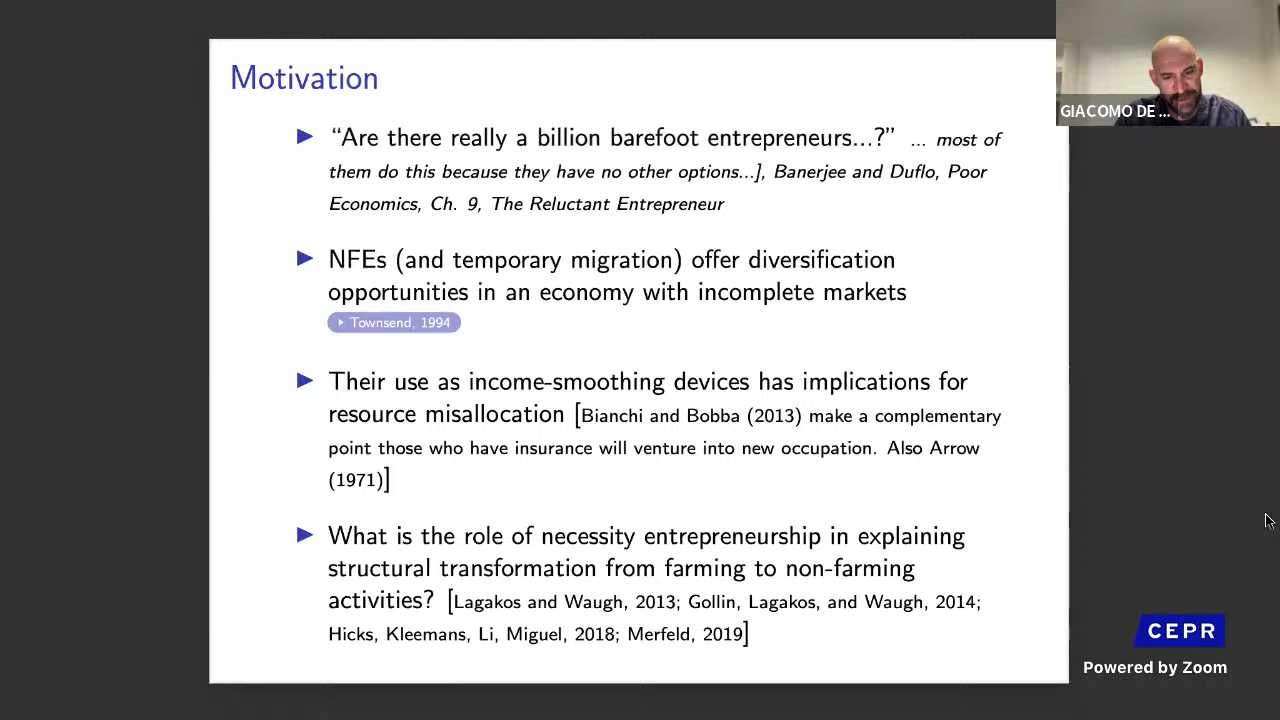 Motivation
“Are there really a billion barefoot entrepreneurs...?” ... most of
them do this because they have no other options...], Banerjee and Duflo, Poor
Economics, Ch. 9, The Reluctant Entrepreneur
NFEs (and temporary migration) offer diversification
opportunities in an economy with incomplete markets
Townsend, 1994
Their use as income-smoothing devices has implications for
resource misallocation [Bianchi and Bobba (2013) make a complementary
point those who have insurance will venture into new occupation. Also Arrow
(1971)]
What is the role of necessity entrepreneurship in explaining
structural transformation from farming to non-farming
activities? [Lagakos and Waugh, 2013; Gollin, Lagakos, and Waugh, 2014;
Hicks, Kleemans, Li, Miguel, 2018; Merfeld, 2019]
GIACOMO DE ...
CEPR
Powered by Zoom